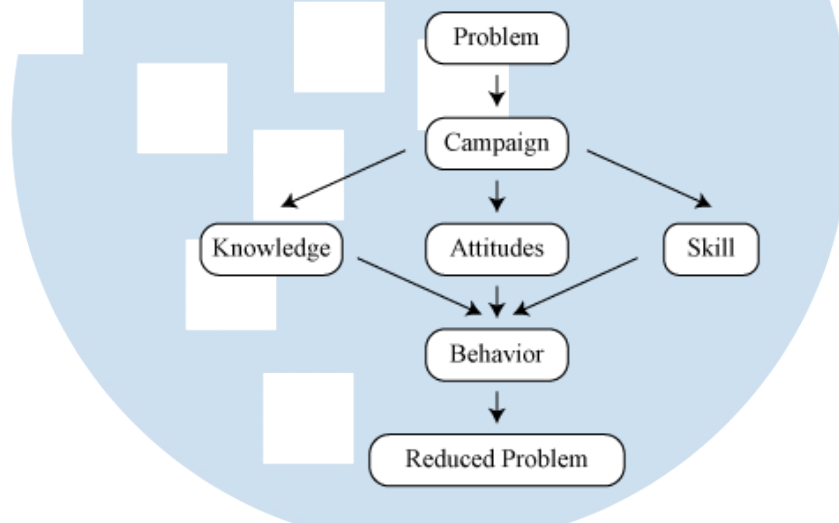 Problem
Campaign
Knowledge
Attitudes
Skill
Behavior
Reduced Problem